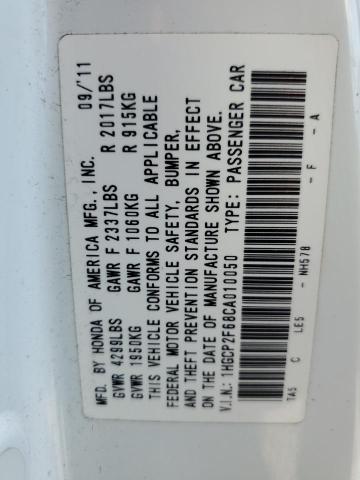 MFD. BY HONDA OF AMERICA MFG., INC. 09/'11
GVWR 4299LBS GAWR F 2337LBS R 2017LBS
GVWR 1950KG GAWR F 1060KG R 915KG
THIS VEHICLE CONFORMS TO ALL APPLICABLE
FEDERAL MOTOR VEHICLE SAFETY, BUMPER,
AND THEFT PREVENTION STANDARDS IN EFFECT
ON THE DATE OF MANUFACTURE SHOWN ABOVE.
V.I.N.: 1HGCP2F68CA010050 TYPE: PASSENGER CAR
TA5 C LE5 - NH578 - F - A